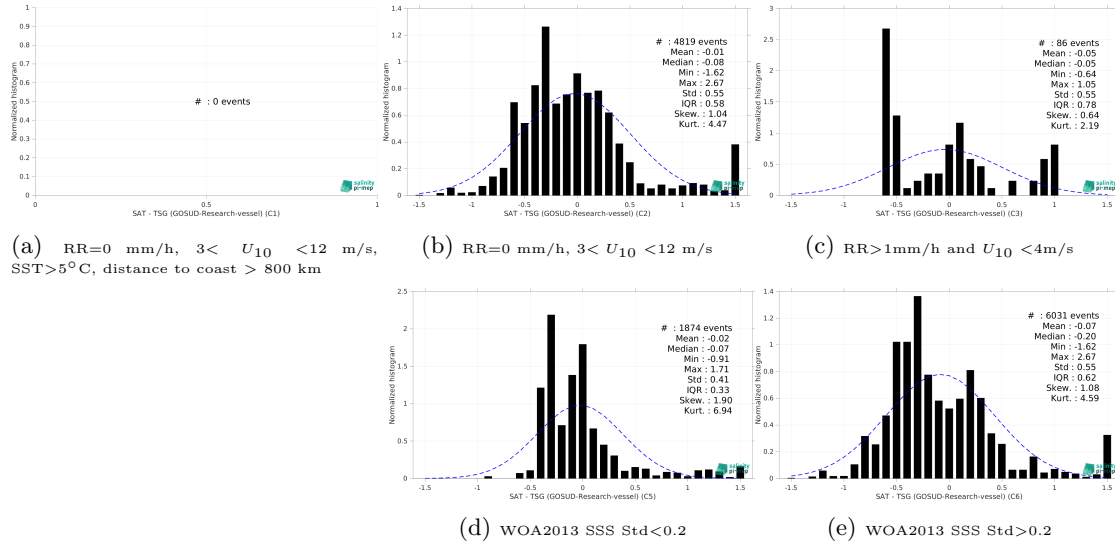 1
0.9
0.8
0.7
0.6
0.5
0.4
0.3
0.2
0.1
0
Normalized histogram
# : 0 events
0 0.5 1
SAT - TSG (GOSUD-Research-vessel) (C1)
salinity
pi-mep
(a) RR=0 mm/h, 3< U10 <12 m/s,
SST>5°C, distance to coast > 800 km
1.4
1.2
1
0.8
0.6
0.4
0.2
0
Normalized histogram
# : 4819 events
Mean : -0.01
Median : -0.08
Min : -1.62
Max : 2.67
Std : 0.55
IQR : 0.58
Skew. : 1.04
Kurt. : 4.47
-1.5 -1 -0.5 0 0.5 1 1.5
SAT - TSG (GOSUD-Research-vessel) (C2)
salinity
pi-mep
(b) RR=0 mm/h, 3< U10 <12 m/s
3
2.5
2
1.5
1
0.5
0
Normalized histogram
# : 86 events
Mean : -0.05
Median : -0.05
Min : -0.64
Max : 1.05
Std : 0.55
IQR : 0.78
Skew. : 0.64
Kurt. : 2.19
-1.5 -1 -0.5 0 0.5 1 1.5
SAT - TSG (GOSUD-Research-vessel) (C3)
salinity
pi-mep
(c) RR>1mm/h and U10 <4m/s
2.5
2
1.5
1
0.5
0
Normalized histogram
# : 1874 events
Mean : -0.02
Median : -0.07
Min : -0.91
Max : 1.71
Std : 0.41
IQR : 0.33
Skew. : 1.90
Kurt. : 6.94
-1.5 -1 -0.5 0 0.5 1 1.5
SAT - TSG (GOSUD-Research-vessel) (C5)
salinity
pi-mep
(d) WOA2013 SSS Std<0.2
1.4
1.2
1
0.8
0.6
0.4
0.2
0
Normalized histogram
# : 6031 events
Mean : -0.07
Median : -0.20
Min : -1.62
Max : 2.67
Std : 0.55
IQR : 0.62
Skew. : 1.08
Kurt. : 4.59
-1.5 -1 -0.5 0 0.5 1 1.5
SAT - TSG (GOSUD-Research-vessel) (C6)
salinity
pi-mep
(e) WOA2013 SSS Std>0.2